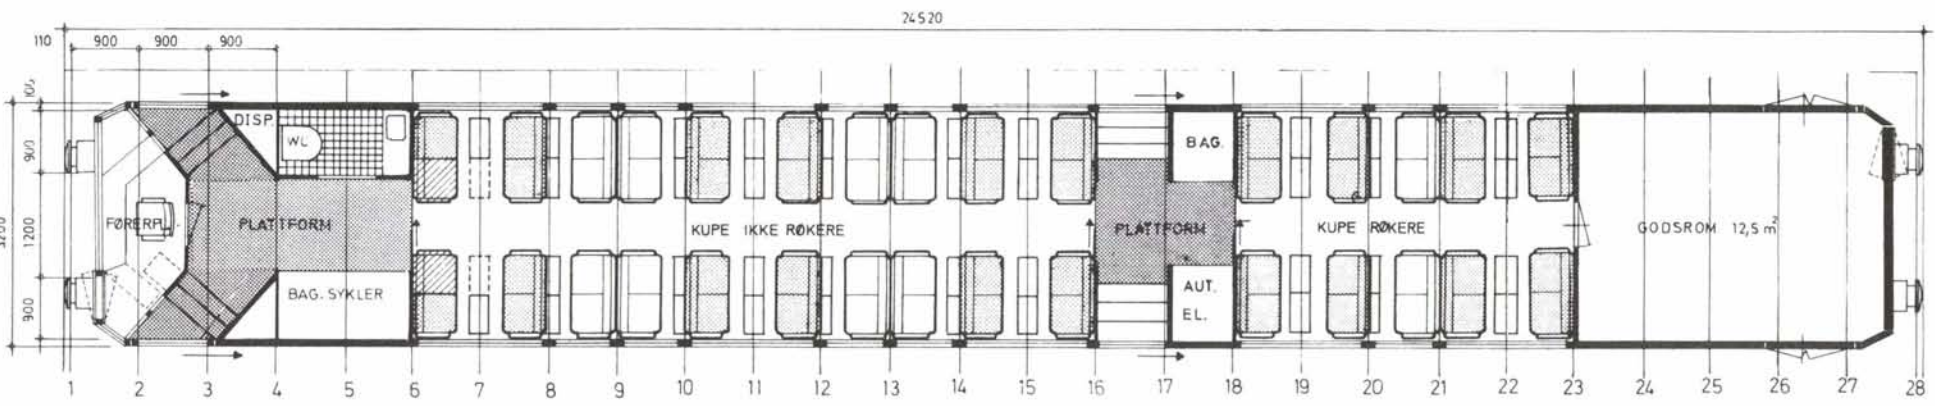 24520
110 900 900 900
100
DISP.
WC
900
BAG.
FØRERPL.
PLATTFORM
KUPE IKKE RØKERE
PLATTFORM
KUPE RØKERE
GODSROM 12,5 m²
1200
BAG. SYKLER
AUT.
EL.
900
1 2 3 4 5 6 7 8 9 10 11 12 13 14 15 16 17 18 19 20 21 22 23 24 25 26 27 28